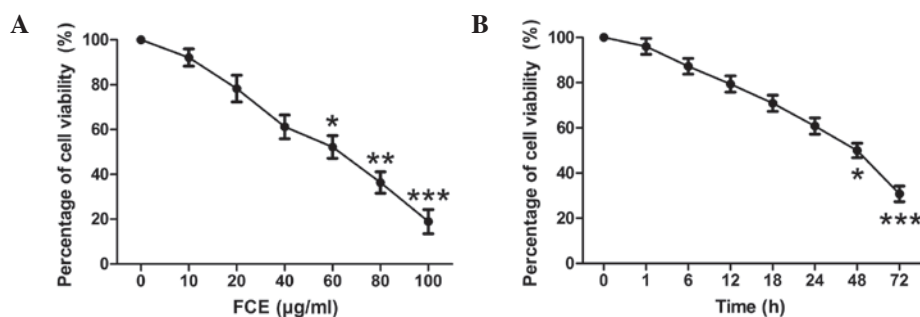 A
Percentage of cell viability (%)
100
80
60
40
20
0
*
**
***
0 10 20 40 60 80 100
FCE (µg/ml)
B
Percentage of cell viability (%)
100
80
60
40
20
0
*
***
0 1 6 12 18 24 48 72
Time (h)